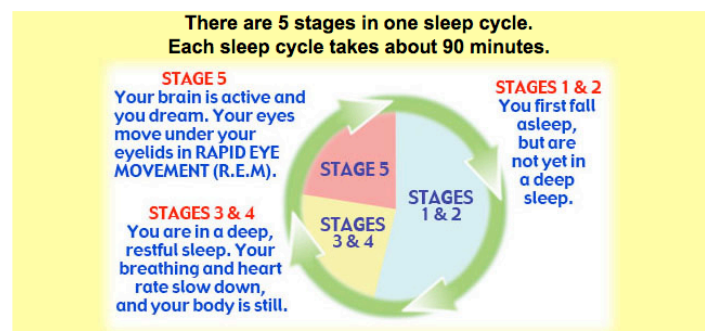 There are 5 stages in one sleep cycle.
Each sleep cycle takes about 90 minutes.
STAGE 5
Your brain is active and
you dream. Your eyes
move under your
eyelids in RAPID EYE
MOVEMENT (R.E.M).
STAGES 1 & 2
You first fall
asleep,
but are
not yet in
a deep
sleep.
STAGE 5
STAGES
1 & 2
STAGES
3 & 4
STAGES 3 & 4
You are in a deep,
restful sleep. Your
breathing and heart
rate slow down,
and your body is still.